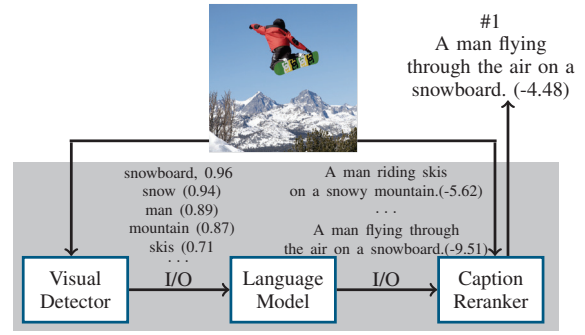 #1
A man flying
through the air on a
snowboard. (-4.48)
snowboard, 0.96
snow (0.94)
man (0.89)
mountain (0.87)
skis (0.71
. . .
A man riding skis
on a snowy mountain.(-5.62)
. . .
A man flying through
the air on a snowboard.(-9.51)
Visual
Detector
I/O
Language
Model
I/O
Caption
Reranker